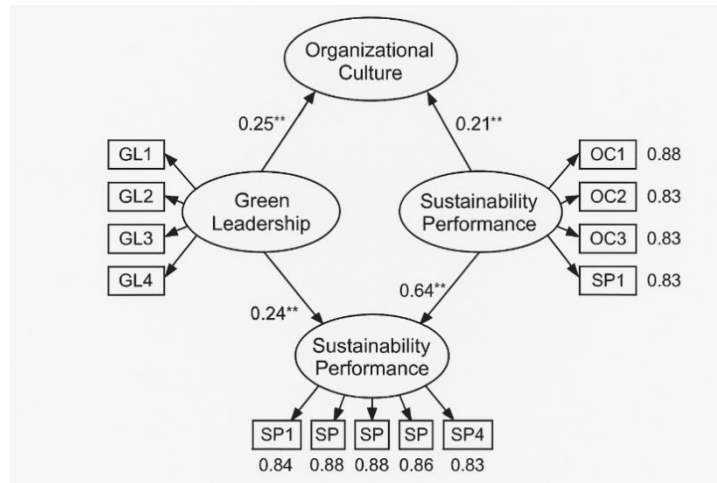 Organizational
Culture
0.25**
0.21**
GL1
GL2
GL3
GL4
Green
Leadership
Sustainability
Performance
OC1 0.88
OC2 0.83
OC3 0.83
SP1 0.83
0.24**
0.64**
Sustainability
Performance
SP1 SP SP SP SP4
0.84 0.88 0.88 0.86 0.83